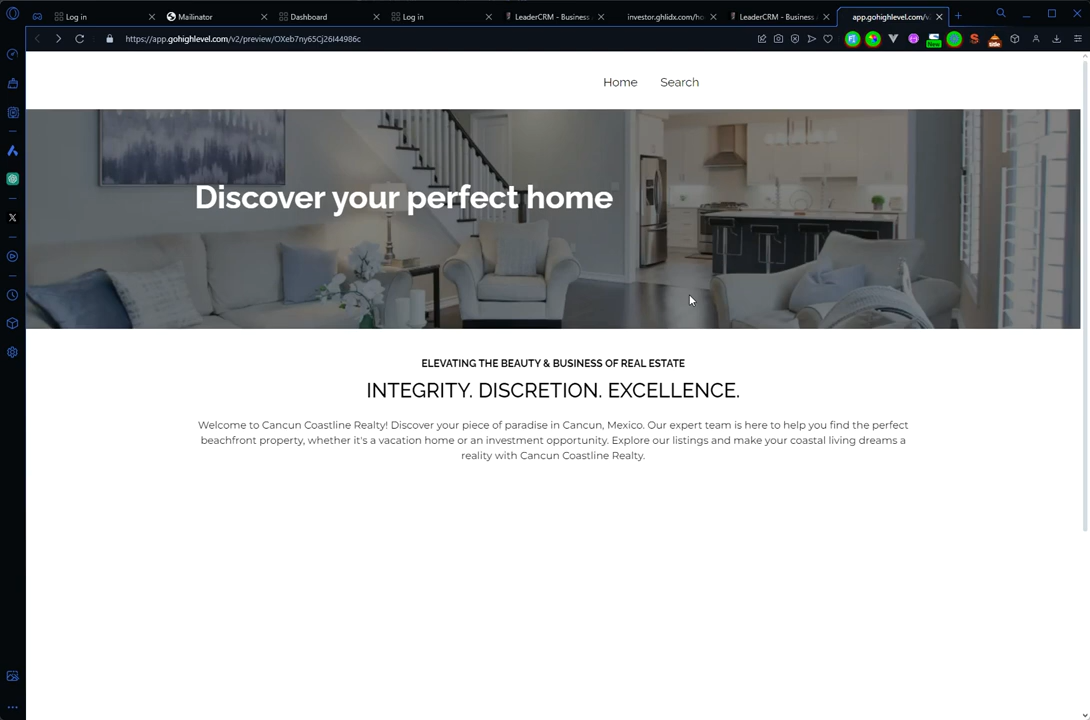 Log in
Mailinator
Dashboard
Log in
LeaderCRM - Business
investor.ghlidx.com/ho
LeaderCRM - Business
app.gohighlevel.com/v
https://app.gohighlevel.com/v2/preview/OXeb7ny65Cj26I44986c
Home Search
Discover your perfect home
ELEVATING THE BEAUTY & BUSINESS OF REAL ESTATE
INTEGRITY. DISCRETION. EXCELLENCE.
Welcome to Cancun Coastline Realty! Discover your piece of paradise in Cancun, Mexico. Our expert team is here to help you find the perfect
beachfront property, whether it's a vacation home or an investment opportunity. Explore our listings and make your coastal living dreams a
reality with Cancun Coastline Realty.